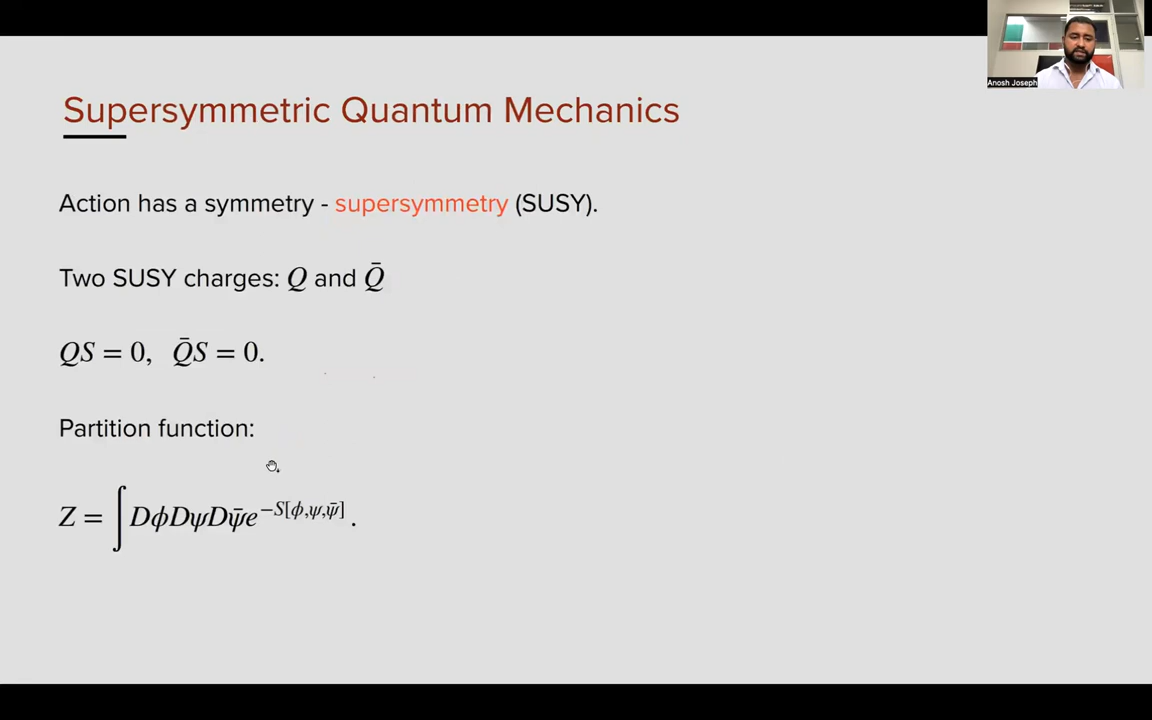 Anosh Joseph
Supersymmetric Quantum Mechanics
Action has a symmetry - supersymmetry (SUSY).
Two SUSY charges: Q and Q̄
QS = 0, Q̄S = 0.
Partition function:
Z = ∫ DϕDψDψ̄e^{−S[ϕ,ψ,ψ̄]} .